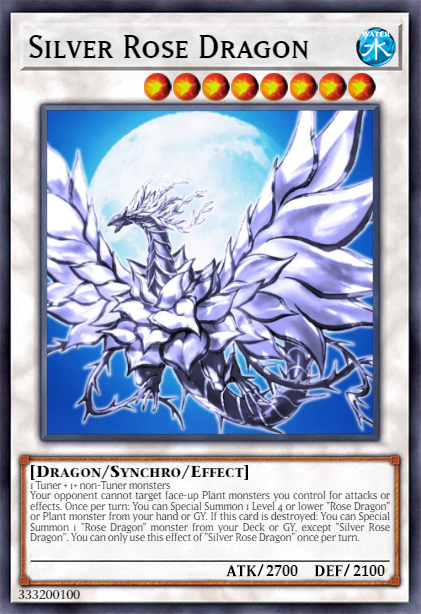 Silver Rose Dragon
WATER
水
[Dragon/Synchro/Effect]
1 Tuner + 1+ non-Tuner monsters
Your opponent cannot target face-up Plant monsters you control for attacks or
effects. Once per turn: You can Special Summon 1 Level 4 or lower "Rose Dragon"
or Plant monster from your hand or GY. If this card is destroyed: You can Special
Summon 1 "Rose Dragon" monster from your Deck or GY, except "Silver Rose
Dragon". You can only use this effect of "Silver Rose Dragon" once per turn.
ATK/2700 DEF/2100
333200100